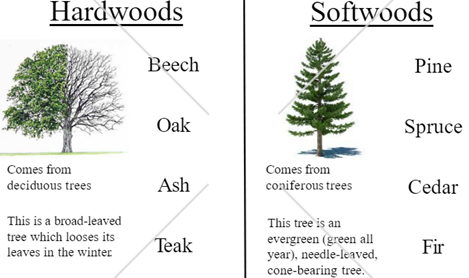 Hardwoods
Beech
Oak
Ash
Teak
Comes from
deciduous trees
This is a broad-leaved
tree which looses its
leaves in the winter.
Softwoods
Pine
Spruce
Cedar
Fir
Comes from
coniferous trees
This tree is an
evergreen (green all
year), needle-leaved,
cone-bearing tree.